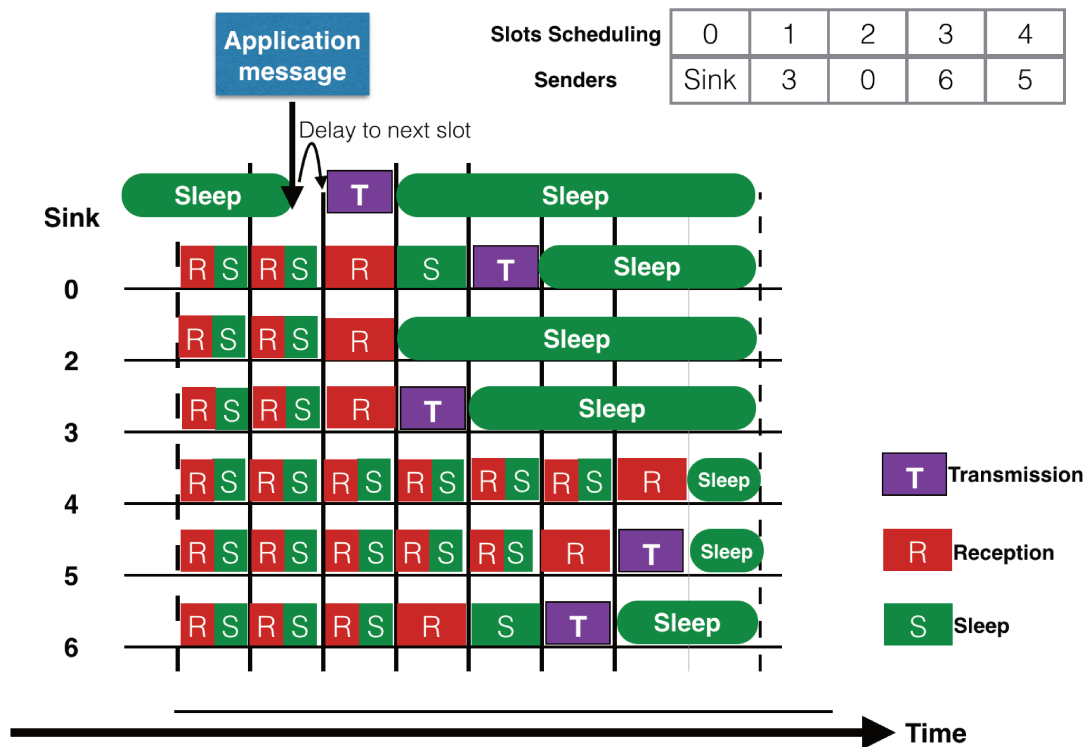 Application
message
Slots Scheduling 0 1 2 3 4
Senders Sink 3 0 6 5
Delay to next slot
Sink Sleep T Sleep
0 R S R S R S T Sleep
2 R S R S R Sleep
3 R S R S R T Sleep
4 R S R S R S R S R S R S R Sleep
5 R S R S R S R S R S R T Sleep
6 R S R S R S R S T Sleep
T Transmission
R Reception
S Sleep
Time